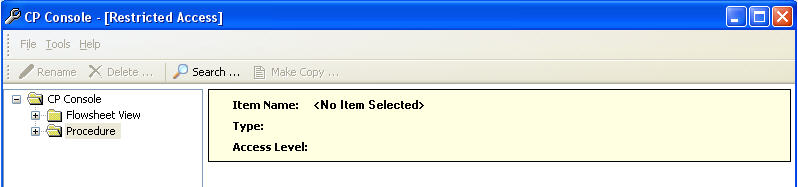 CP Console - [Restricted Access]
File Tools Help
Rename Delete ... Search ... Make Copy ...
CP Console
Flowsheet View
Procedure
Item Name: <No Item Selected>
Type:
Access Level: